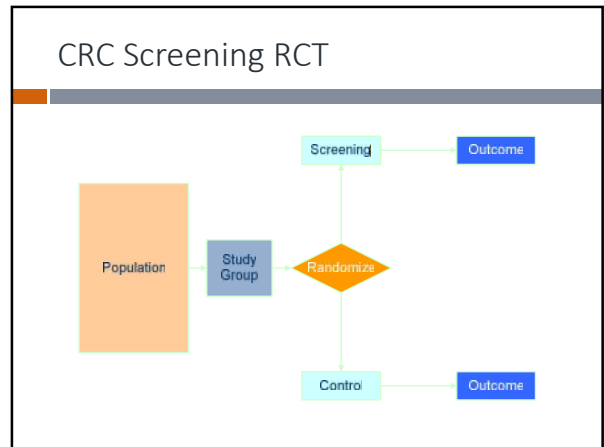 CRC Screening RCT
Screening
Outcome
Population
Study
Group
Randomize
Control
Outcome